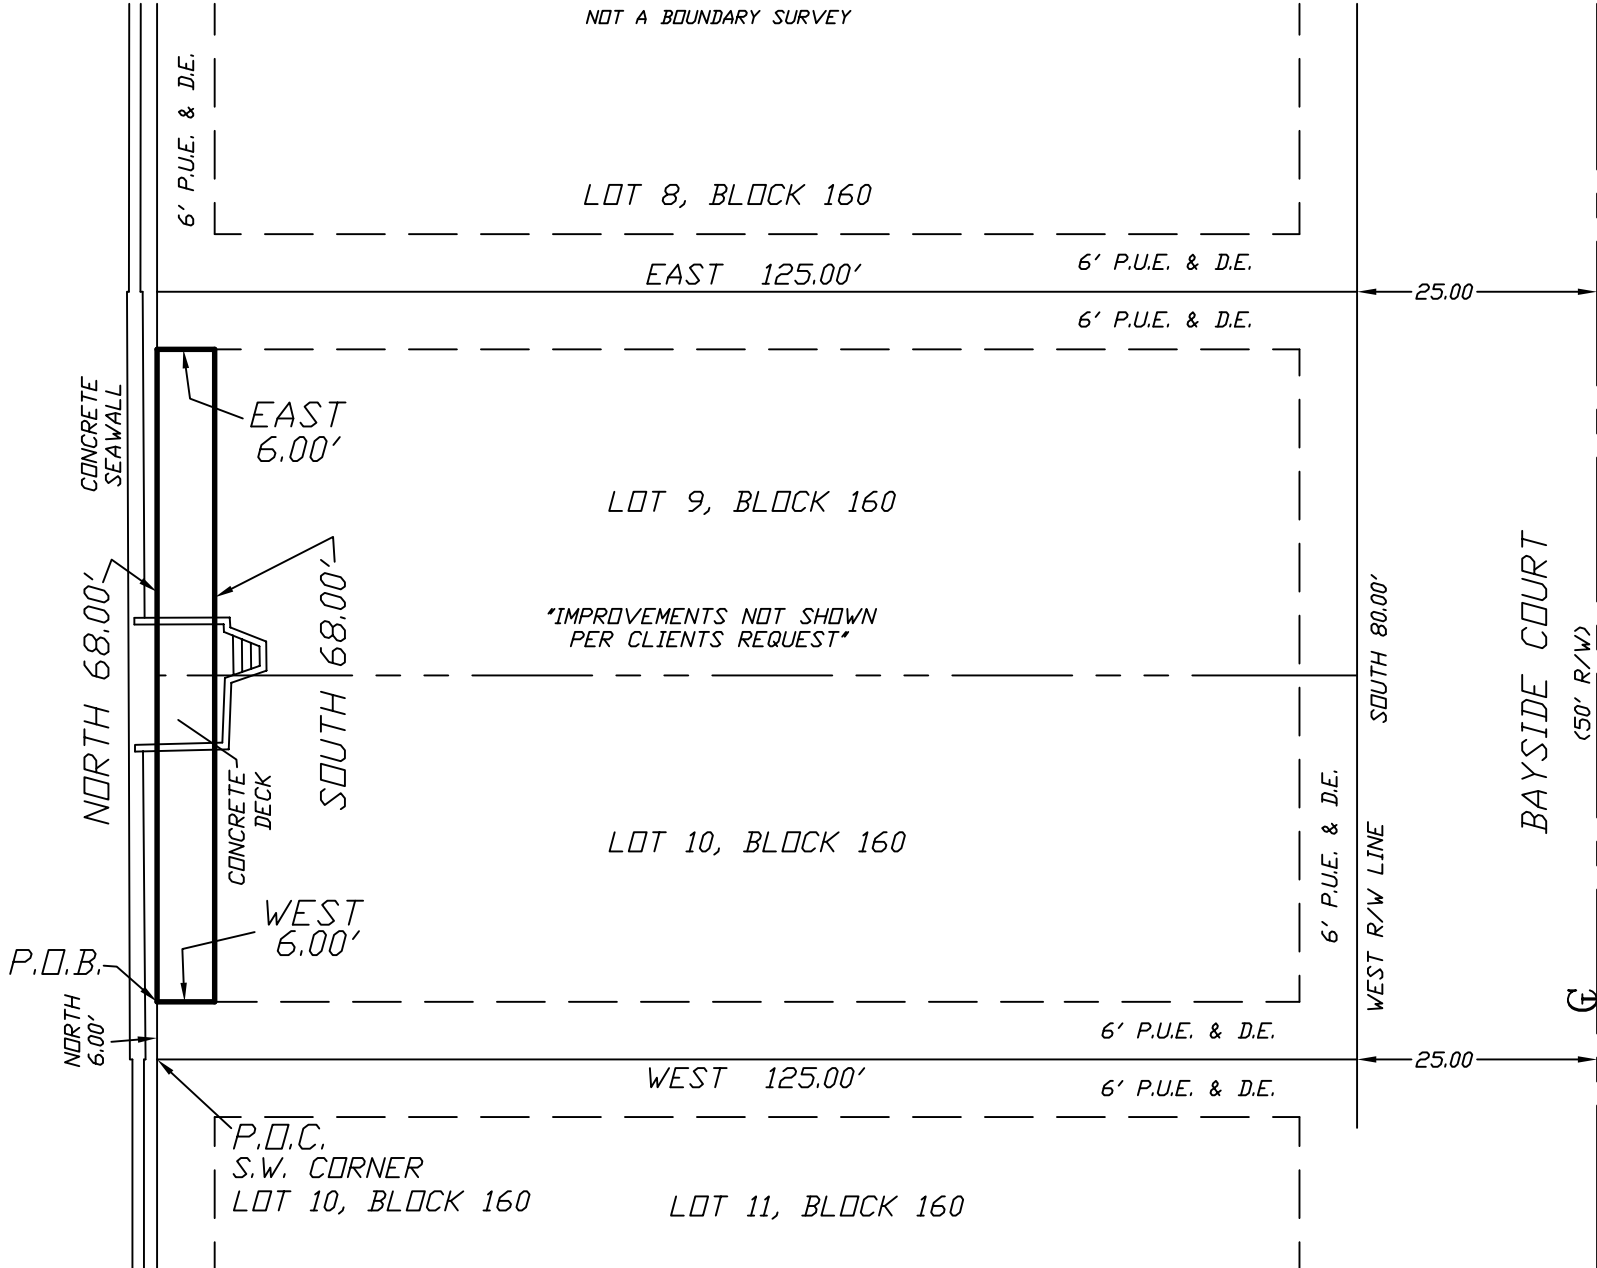 NOT A BOUNDARY SURVEY
6' P.U.E. & D.E.
LOT 8, BLOCK 160
6' P.U.E. & D.E.
EAST 125.00'
25.00
6' P.U.E. & D.E.
CONCRETE
SEAWALL
EAST
6.00'
LOT 9, BLOCK 160
NORTH 68.00'
SOUTH 68.00'
"IMPROVEMENTS NOT SHOWN
PER CLIENTS REQUEST"
SOUTH 80.00'
BAYSIDE COURT
(50' R/W)
CONCRETE
DECK
LOT 10, BLOCK 160
6' P.U.E. & D.E.
WEST R/W LINE
WEST
6.00'
P.O.B.
NORTH
6.00'
CL
6' P.U.E. & D.E.
25.00
WEST 125.00'
6' P.U.E. & D.E.
P.O.C.
S.W. CORNER
LOT 10, BLOCK 160
LOT 11, BLOCK 160